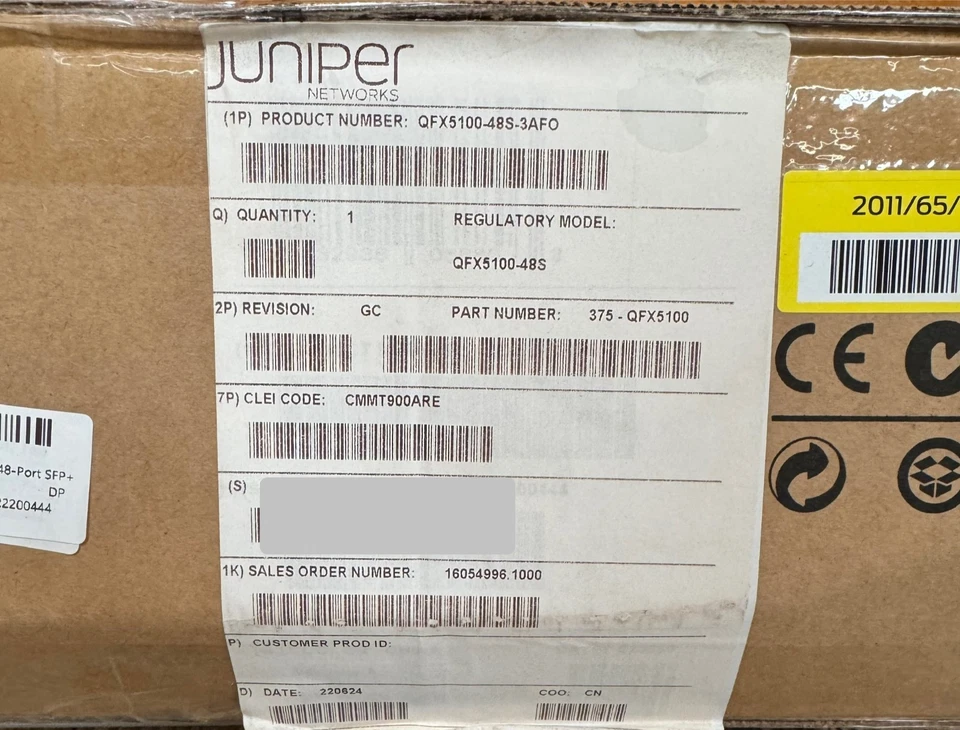 JUNIPer
NETWORKS
(1P) PRODUCT NUMBER: QFX5100-48S-3AFO
Q) QUANTITY: 1 REGULATORY MODEL:
QFX5100-48S
2P) REVISION: GC PART NUMBER: 375 - QFX5100
7P) CLEI CODE: CMMT900ARE
(S)
1K) SALES ORDER NUMBER: 16054996.1000
P) CUSTOMER PROD ID:
D) DATE: 220624 COO: CN
48-Port SFP+
DP
22200444
2011/65/
CE